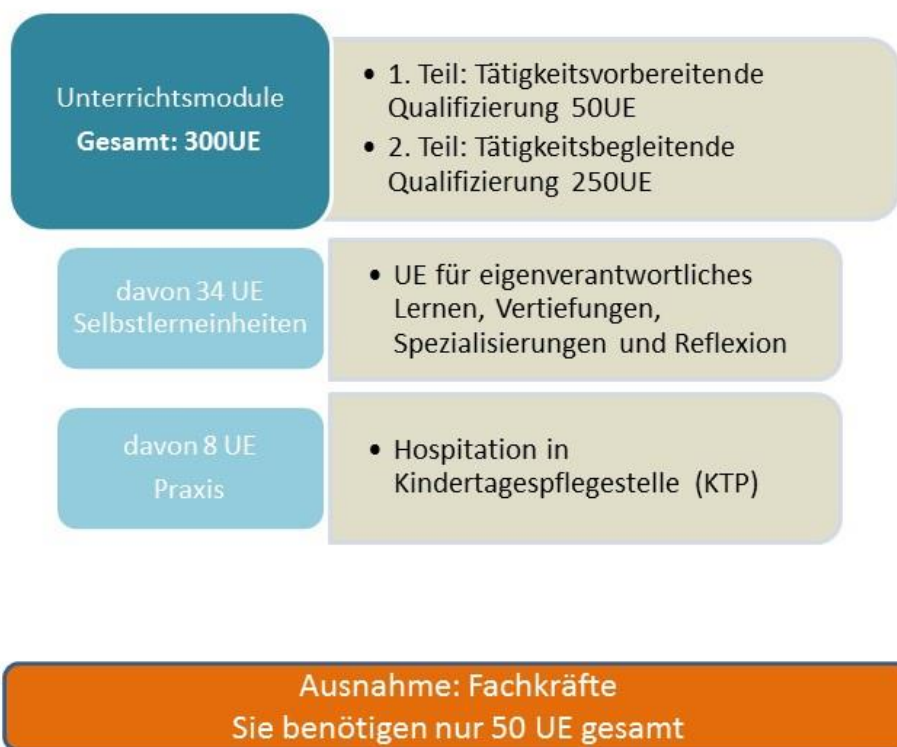 Unterrichtsmodule
Gesamt: 300UE
• 1. Teil: Tätigkeitsvorbereitende
Qualifizierung 50UE
• 2. Teil: Tätigkeitsbegleitende
Qualifizierung 250UE
davon 34 UE
Selbstlerneinheiten
• UE für eigenverantwortliches
Lernen, Vertiefungen,
Spezialisierungen und Reflexion
davon 8 UE
Praxis
• Hospitation in
Kindertagespflegestelle (KTP)
Ausnahme: Fachkräfte
Sie benötigen nur 50 UE gesamt